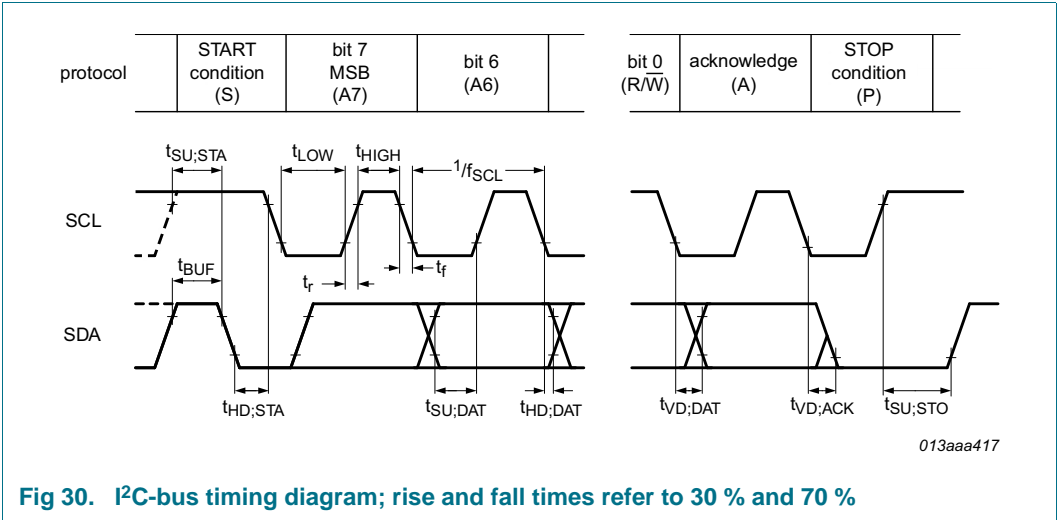 protocol
START
condition
(S)
bit 7
MSB
(A7)
bit 6
(A6)
bit 0
(R/W̅)
acknowledge
(A)
STOP
condition
(P)
tSU;STA
tLOW
tHIGH
1/fSCL
SCL
tBUF
tr
tf
SDA
tHD;STA
tSU;DAT
tHD;DAT
tVD;DAT
tVD;ACK
tSU;STO
013aaa417
Fig 30. I²C-bus timing diagram; rise and fall times refer to 30 % and 70 %